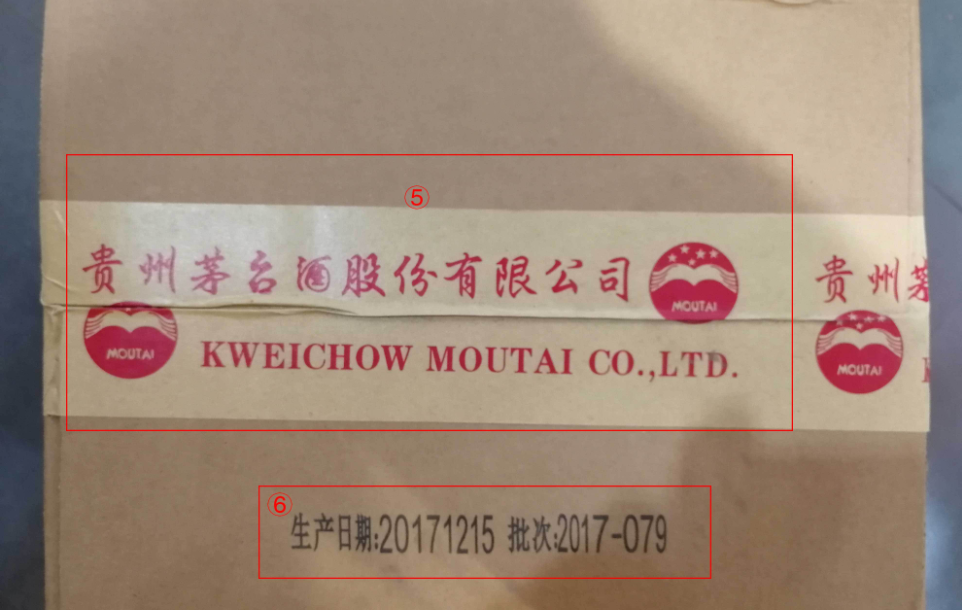 ⑤
贵州茅台酒股份有限公司 MOUTAI 贵州茅
MOUTAI KWEICHOW MOUTAI CO.,LTD. MOUTAI K
⑥
生产日期:20171215 批次:2017-079